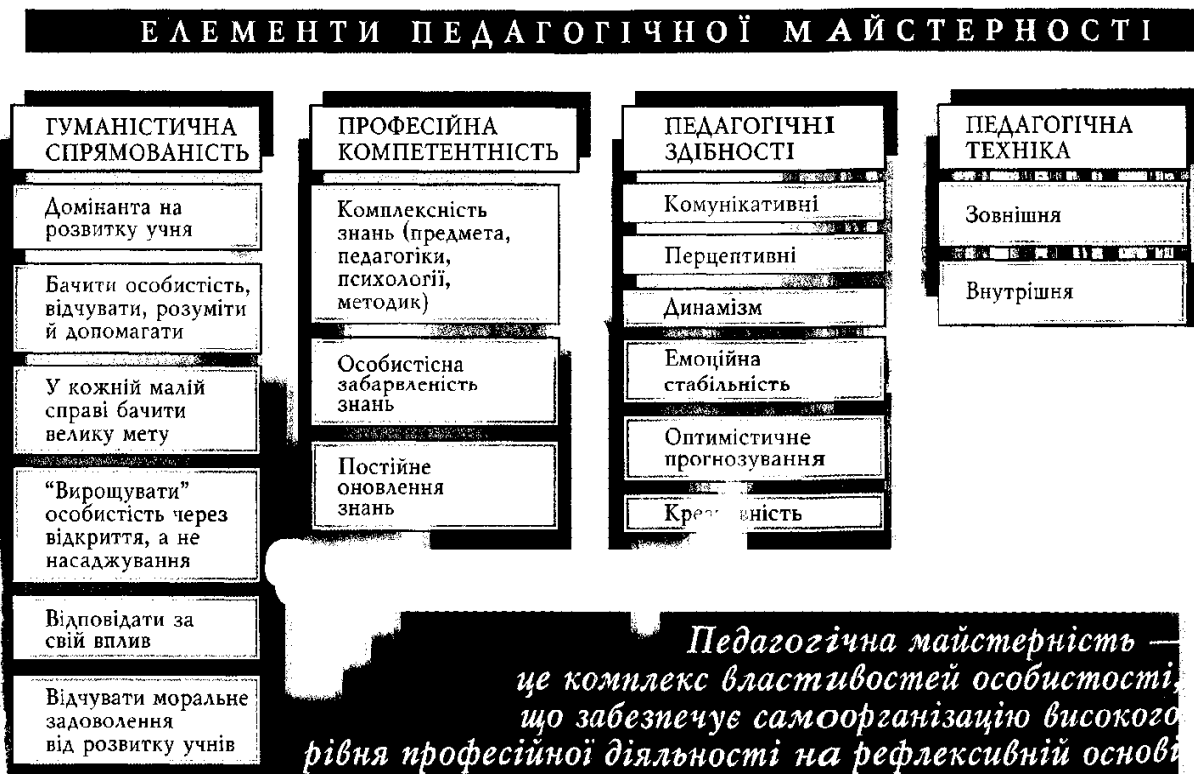 ЕЛЕМЕНТИ ПЕДАГОГІЧНОЇ МАЙСТЕРНОСТІ
ГУМАНІСТИЧНА
СПРЯМОВАНІСТЬ
Домінанта на
розвитку учня
Бачити особистість,
відчувати, розуміти
й допомагати
У кожній малій
справі бачити
велику мету
“Вирощувати”
особистість через
відкриття, а не
насаджування
Відповідати за
свій вплив
Відчувати моральне
задоволення
від розвитку учнів
ПРОФЕСІЙНА
КОМПЕТЕНТНІСТЬ
Комплексність
знань (предмета,
педагогіки,
психології,
методик)
Особистісна
забарвленість
знань
Постійне
оновлення
знань
ПЕДАГОГІЧНІ
ЗДІБНОСТІ
Комунікативні
Перцептивні
Динамізм
Емоційна
стабільність
Оптимістичне
прогнозування
ПЕДАГОГІЧНА
ТЕХНІКА
Зовнішня
Внутрішня
Педагогічна майстерність —
це комплекс властивостей особистості,
що забезпечує самоорганізацію високого
рівня професійної діяльності на рефлексивній основі